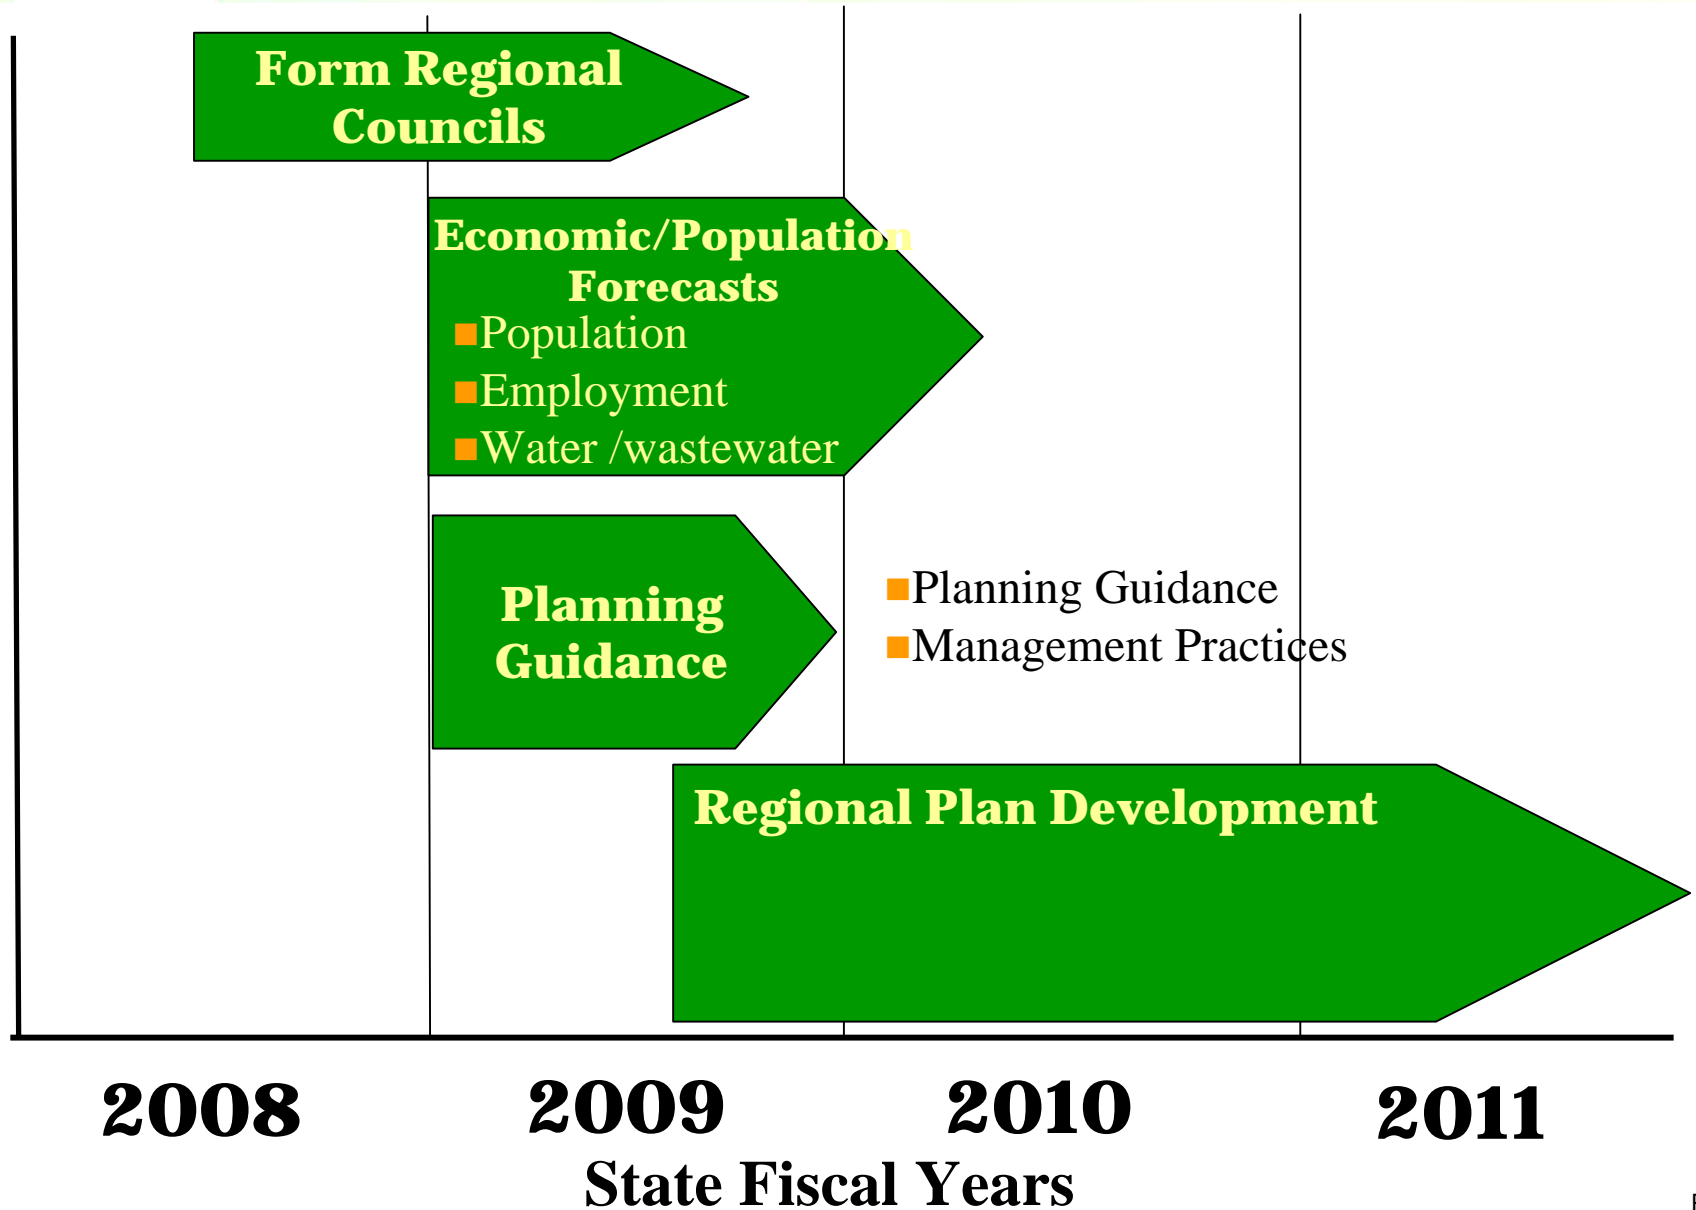 Form Regional
Councils
Economic/Population
Forecasts
Population
Employment
Water /wastewater
Planning
Guidance
Planning Guidance
Management Practices
Regional Plan Development
2008 2009 2010 2011
State Fiscal Years